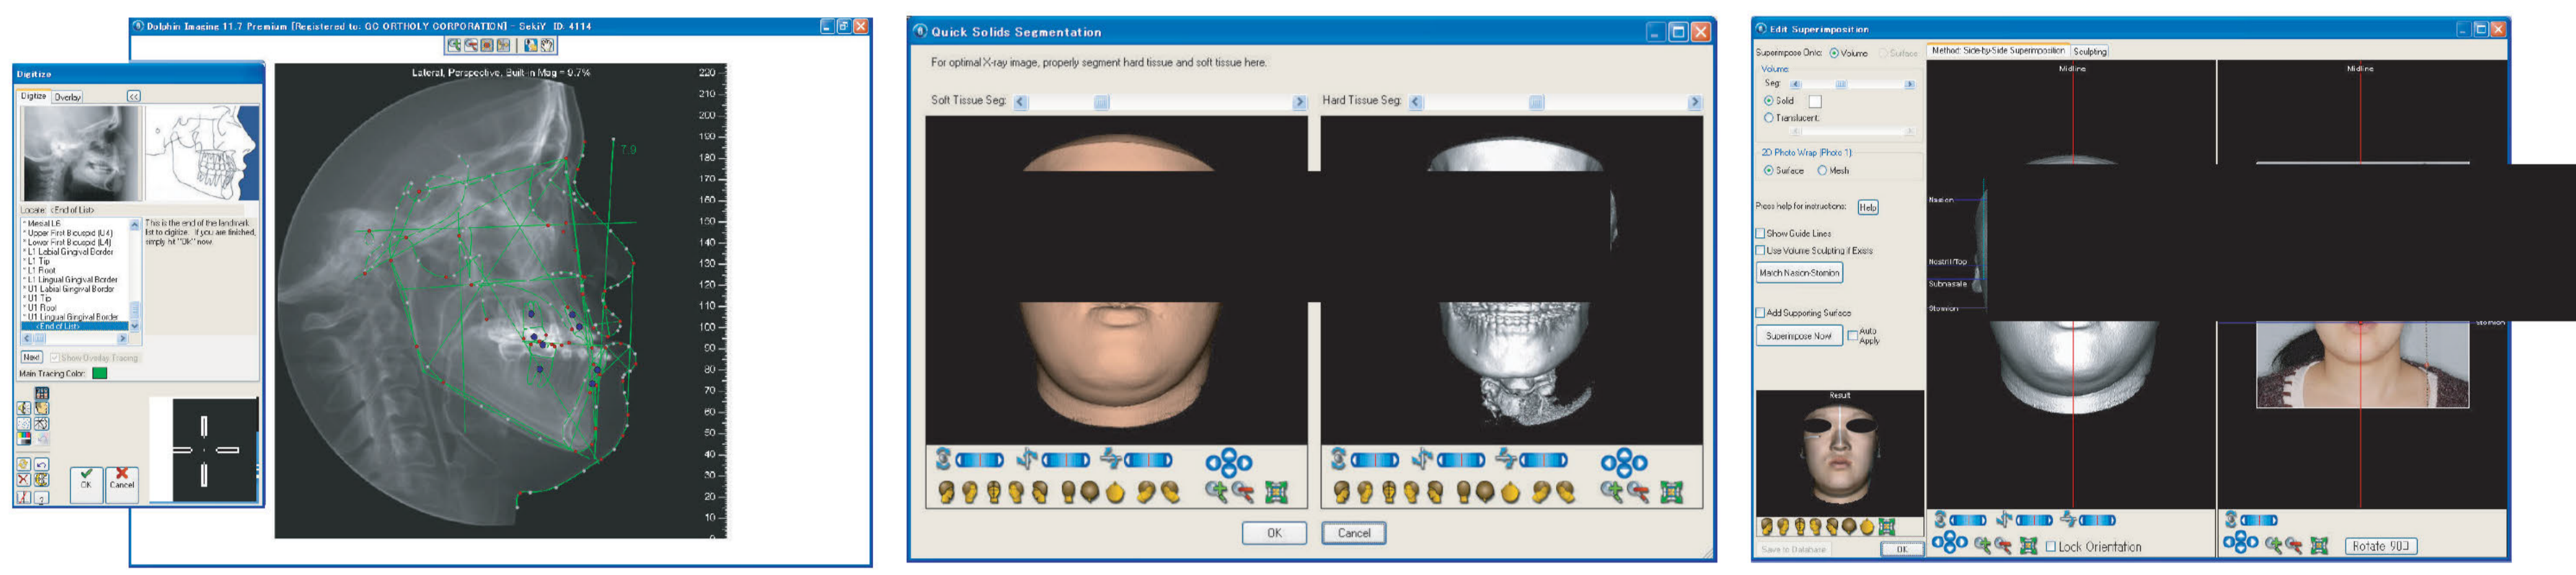 Dolphin Imaging 11.7 Premium [Registered to: GC ORTHOLY CORPORATION] - SekiY ID: 4114
Digitize
Digitize Overlay <<
Locate: <End of List>
* Mesial L6
* Upper First Bicuspid (U4)
* Lower First Bicuspid (L4)
* L1 Labial Gingival Border
* L1 Tip
* L1 Root
* L1 Lingual Gingival Border
* U1 Labial Gingival Border
* U1 Tip
* U1 Root
* U1 Lingual Gingival Border
<End of List>
This is the end of the landmark
list to digitize. If you are finished,
simply hit "Ok" now.
Next Show Overlay Tracing
Main Tracing Color:
OK Cancel
Lateral, Perspective, Built-in Mag = 9.7%
7.9
220
210
200
190
180
170
160
150
140
130
120
110
100
90
80
70
60
50
40
30
20
10
0
Quick Solids Segmentation
For optimal X-ray image, properly segment hard tissue and soft tissue here.
Soft Tissue Seg: Hard Tissue Seg:
OK Cancel
Edit Superimposition
Superimpose Onto: Volume Surface
Volume:
Seg:
Solid
Translucent:
2D Photo Wrap (Photo 1)
Surface Mesh
Press help for instructions: Help
Show Guide Lines
Use Volume Sculpting if Exists
Match Nasion-Stomion
Add Supporting Surface
Superimpose Now! Auto
Apply
Result
Save to Database OK
Method: Side-by-Side Superimposition Sculpting
Midline Midline
Nasion
Nostril Top
Subnasale
Stomion
Stomion
Lock Orientation Rotate 90